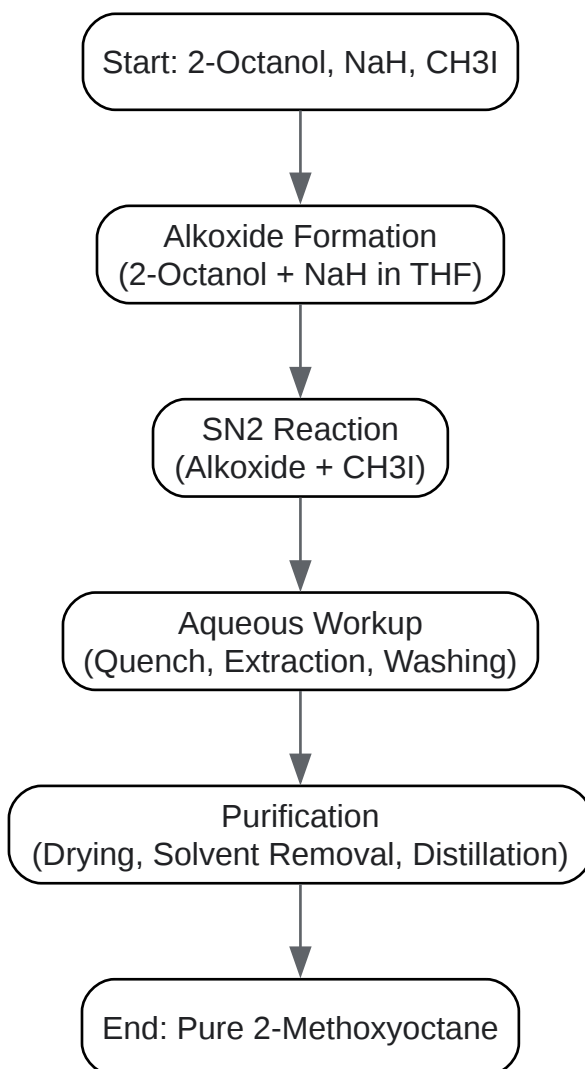 Start: 2-Octanol, NaH, CH3I
Alkoxide Formation
(2-Octanol + NaH in THF)
SN2 Reaction
(Alkoxide + CH3I)
Aqueous Workup
(Quench, Extraction, Washing)
Purification
(Drying, Solvent Removal, Distillation)
End: Pure 2-Methoxyoctane